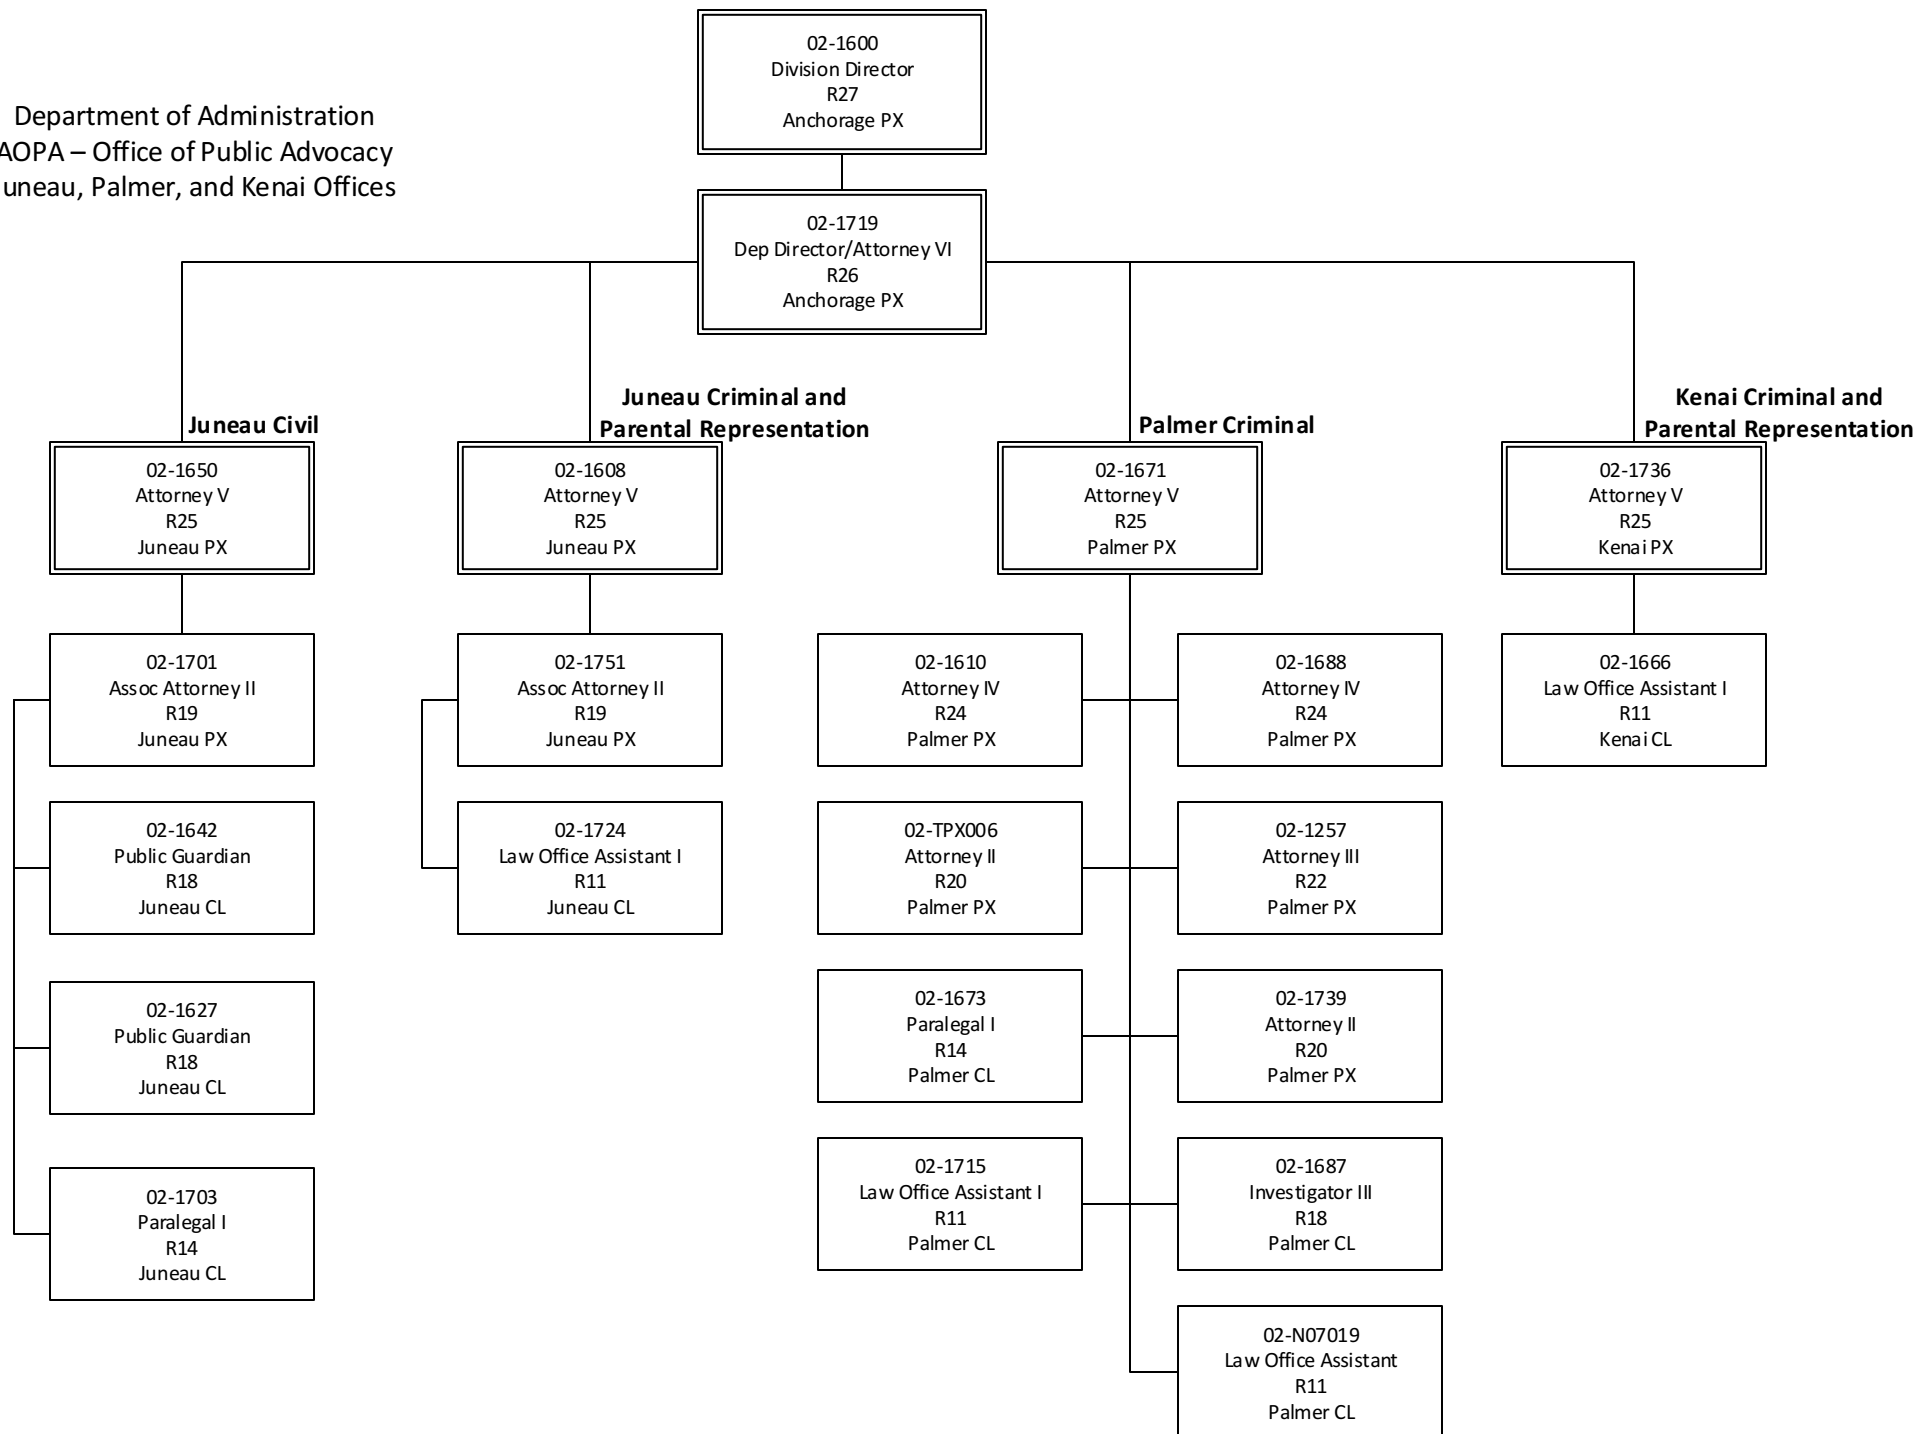 02-1600
Division Director
R27
Anchorage PX
Department of Administration
AOPA – Office of Public Advocacy
uneau, Palmer, and Kenai Offices
02-1719
Dep Director/Attorney VI
R26
Anchorage PX
Juneau Civil
02-1650
Attorney V
R25
Juneau PX
02-1701
Assoc Attorney II
R19
Juneau PX
02-1642
Public Guardian
R18
Juneau CL
02-1627
Public Guardian
R18
Juneau CL
02-1703
Paralegal I
R14
Juneau CL
Juneau Criminal and
Parental Representation
02-1608
Attorney V
R25
Juneau PX
02-1751
Assoc Attorney II
R19
Juneau PX
02-1724
Law Office Assistant I
R11
Juneau CL
Palmer Criminal
02-1671
Attorney V
R25
Palmer PX
02-1610
Attorney IV
R24
Palmer PX
02-1688
Attorney IV
R24
Palmer PX
02-TPX006
Attorney II
R20
Palmer PX
02-1257
Attorney III
R22
Palmer PX
02-1673
Paralegal I
R14
Palmer CL
02-1739
Attorney II
R20
Palmer PX
02-1715
Law Office Assistant I
R11
Palmer CL
02-1687
Investigator III
R18
Palmer CL
02-N07019
Law Office Assistant
R11
Palmer CL
Kenai Criminal and
Parental Representation
02-1736
Attorney V
R25
Kenai PX
02-1666
Law Office Assistant I
R11
Kenai CL